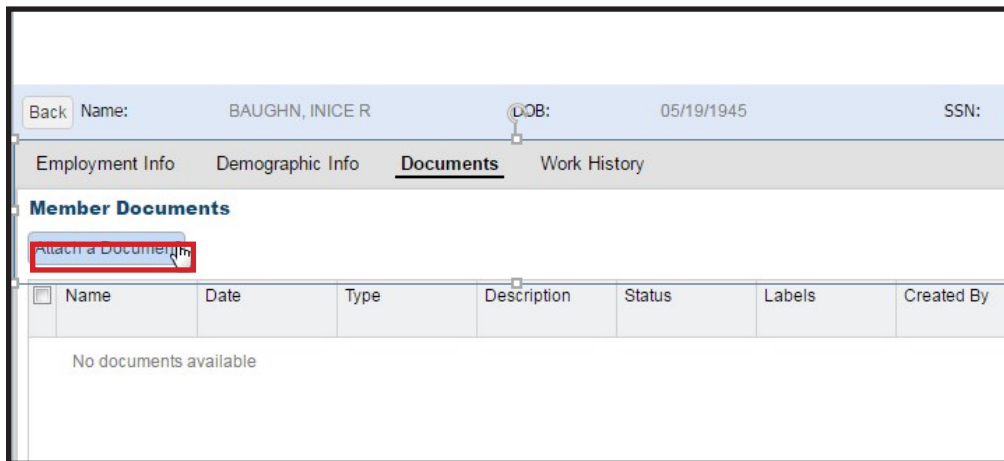 Back Name: BAUGHN, INICE R DOB: 05/19/1945 SSN:
Employment Info Demographic Info Documents Work History
Member Documents
Attach a Document
Name Date Type Description Status Labels Created By
No documents available